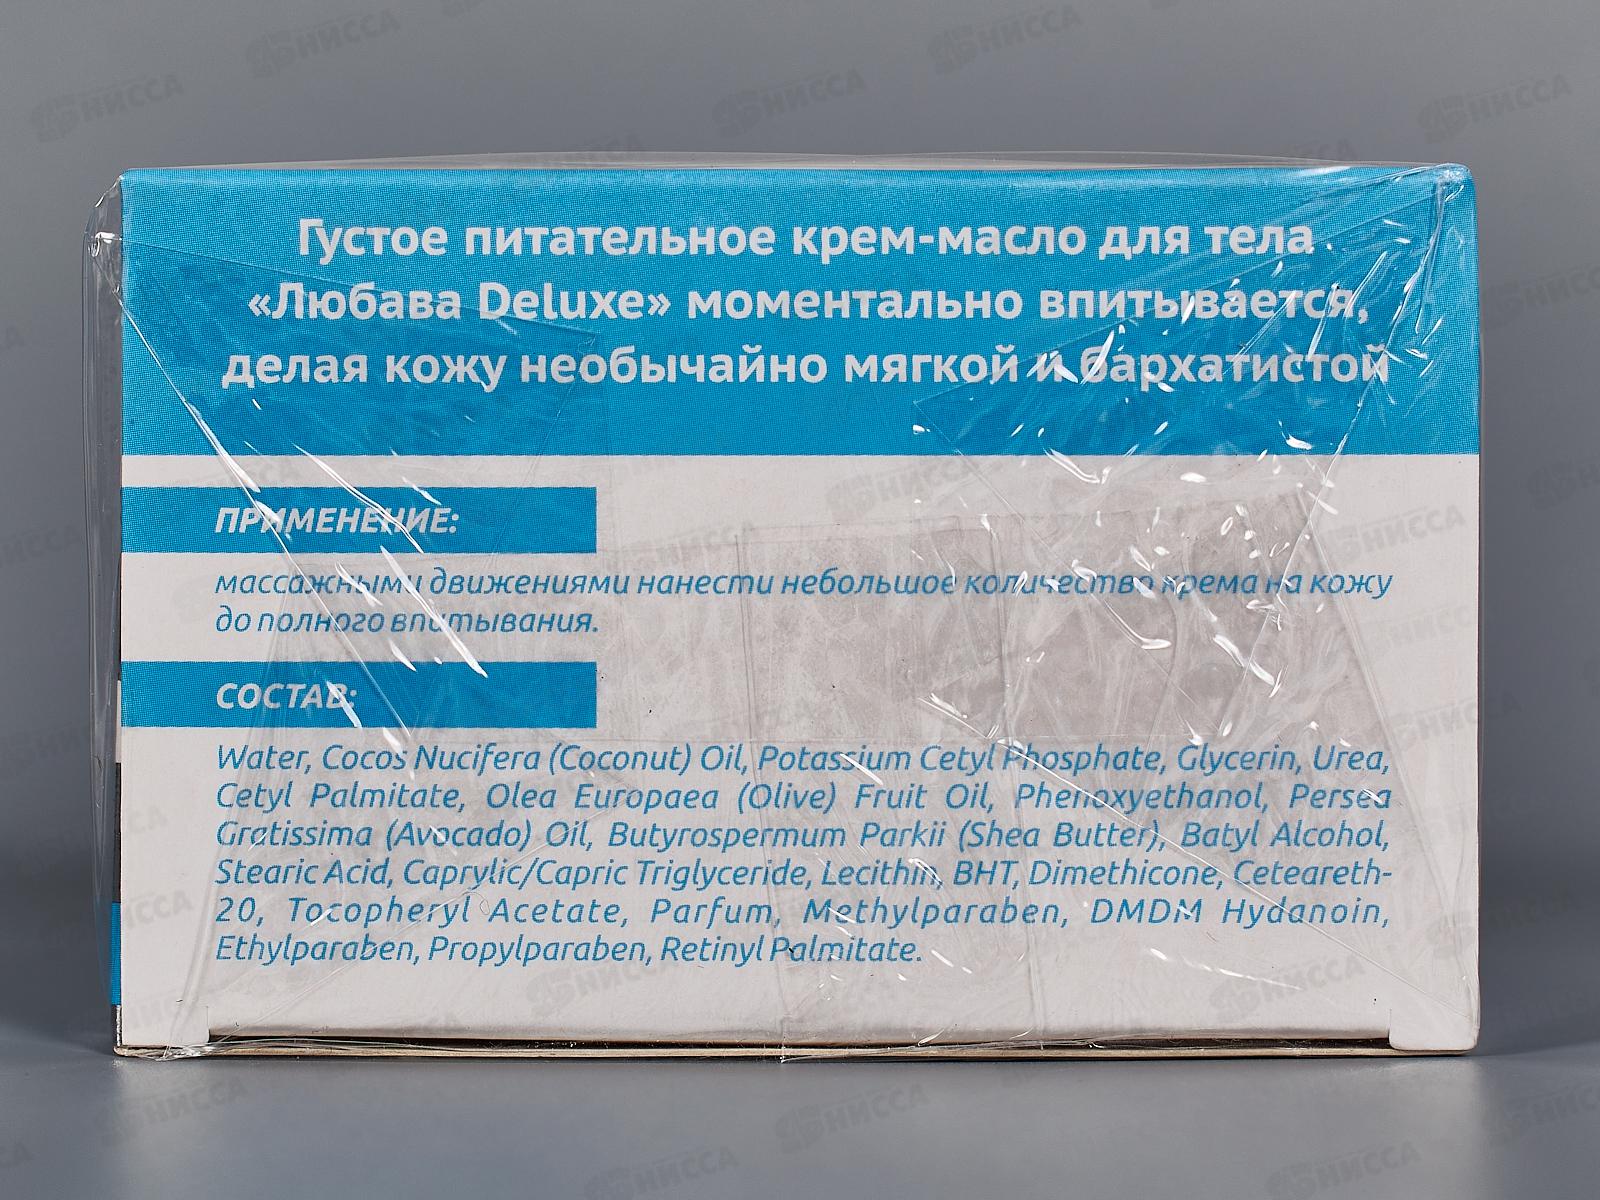 Густое питательное крем-масло для тела
«Любава Deluxe» моментально впитывается,
делая кожу необычайно мягкой и бархатистой
ПРИМЕНЕНИЕ:
массажными движениями нанести небольшое количество крема на кожу
до полного впитывания.
СОСТАВ:
Water, Cocos Nucifera (Coconut) Oil, Potassium Cetyl Phosphate, Glycerin, Urea,
Cetyl Palmitate, Olea Europaea (Olive) Fruit Oil, Phenoxyethanol, Persea
Gratissima (Avocado) Oil, Butyrospermum Parkii (Shea Butter), Batyl Alcohol,
Stearic Acid, Caprylic/Capric Triglyceride, Lecithin, BHT, Dimethicone, Ceteareth-
20, Tocopheryl Acetate, Parfum, Methylparaben, DMDM Hydanoin,
Ethylparaben, Propylparaben, Retinyl Palmitate.
НИССА